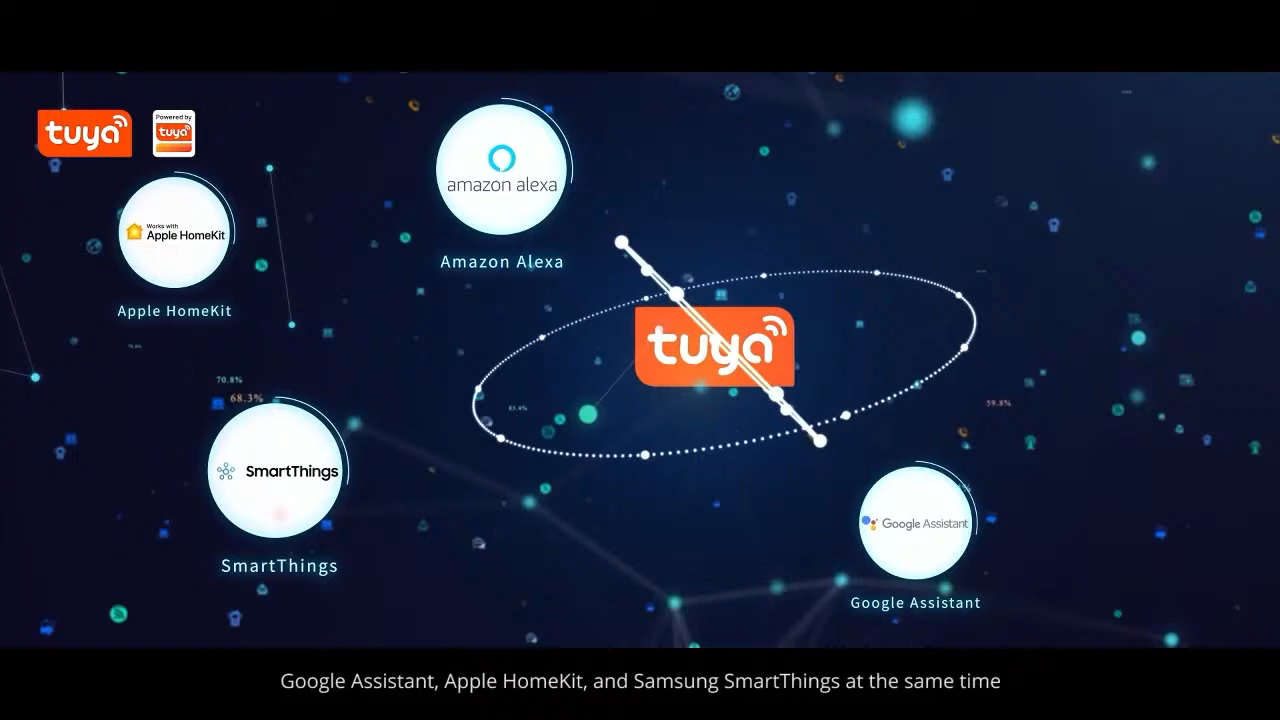 tuya
Powered by
tuya
amazon alexa
Amazon Alexa
Works with
Apple HomeKit
Apple HomeKit
tuya
70.8%
68.3%
83.4%
59.8%
SmartThings
SmartThings
Google Assistant
Google Assistant
Google Assistant, Apple HomeKit, and Samsung SmartThings at the same time